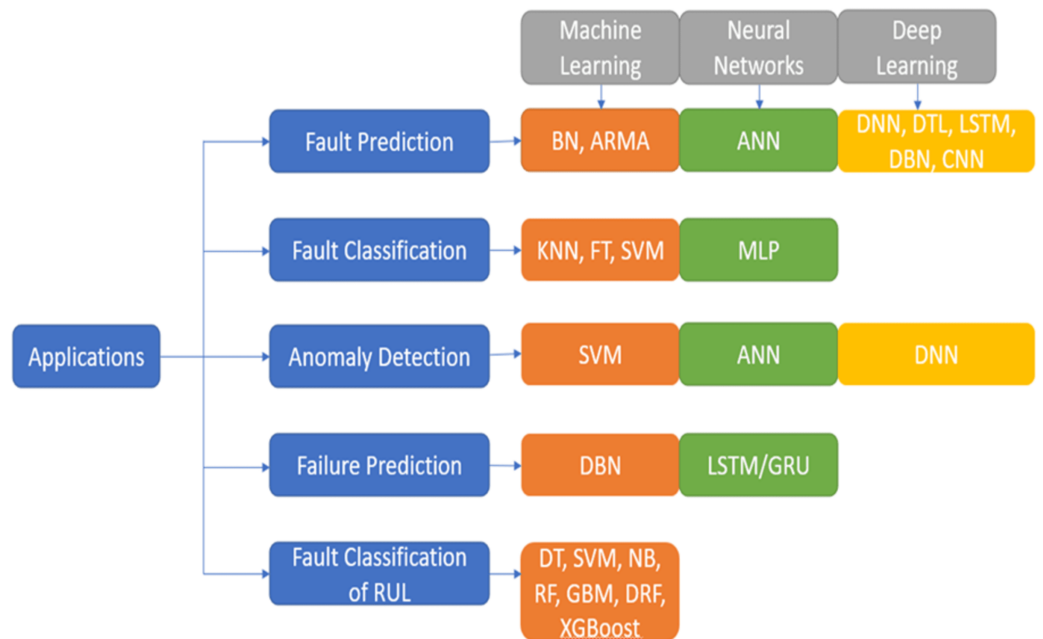 Machine
Learning
Neural
Networks
Deep
Learning
Fault Prediction
BN, ARMA
ANN
DNN, DTL, LSTM,
DBN, CNN
Fault Classification
KNN, FT, SVM
MLP
Applications
Anomaly Detection
SVM
ANN
DNN
Failure Prediction
DBN
LSTM/GRU
Fault Classification
of RUL
DT, SVM, NB,
RF, GBM, DRF,
XGBoost